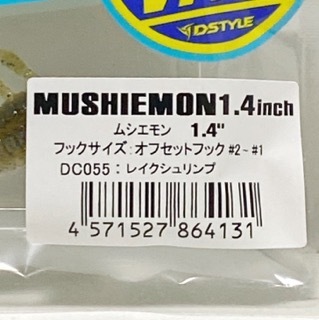 DSTYLE
MUSHIEMON1.4inch
ムシエモン 1.4"
フックサイズ:オフセットフック #2~#1
DC055:レイクシュリンプ
4 571527 864131